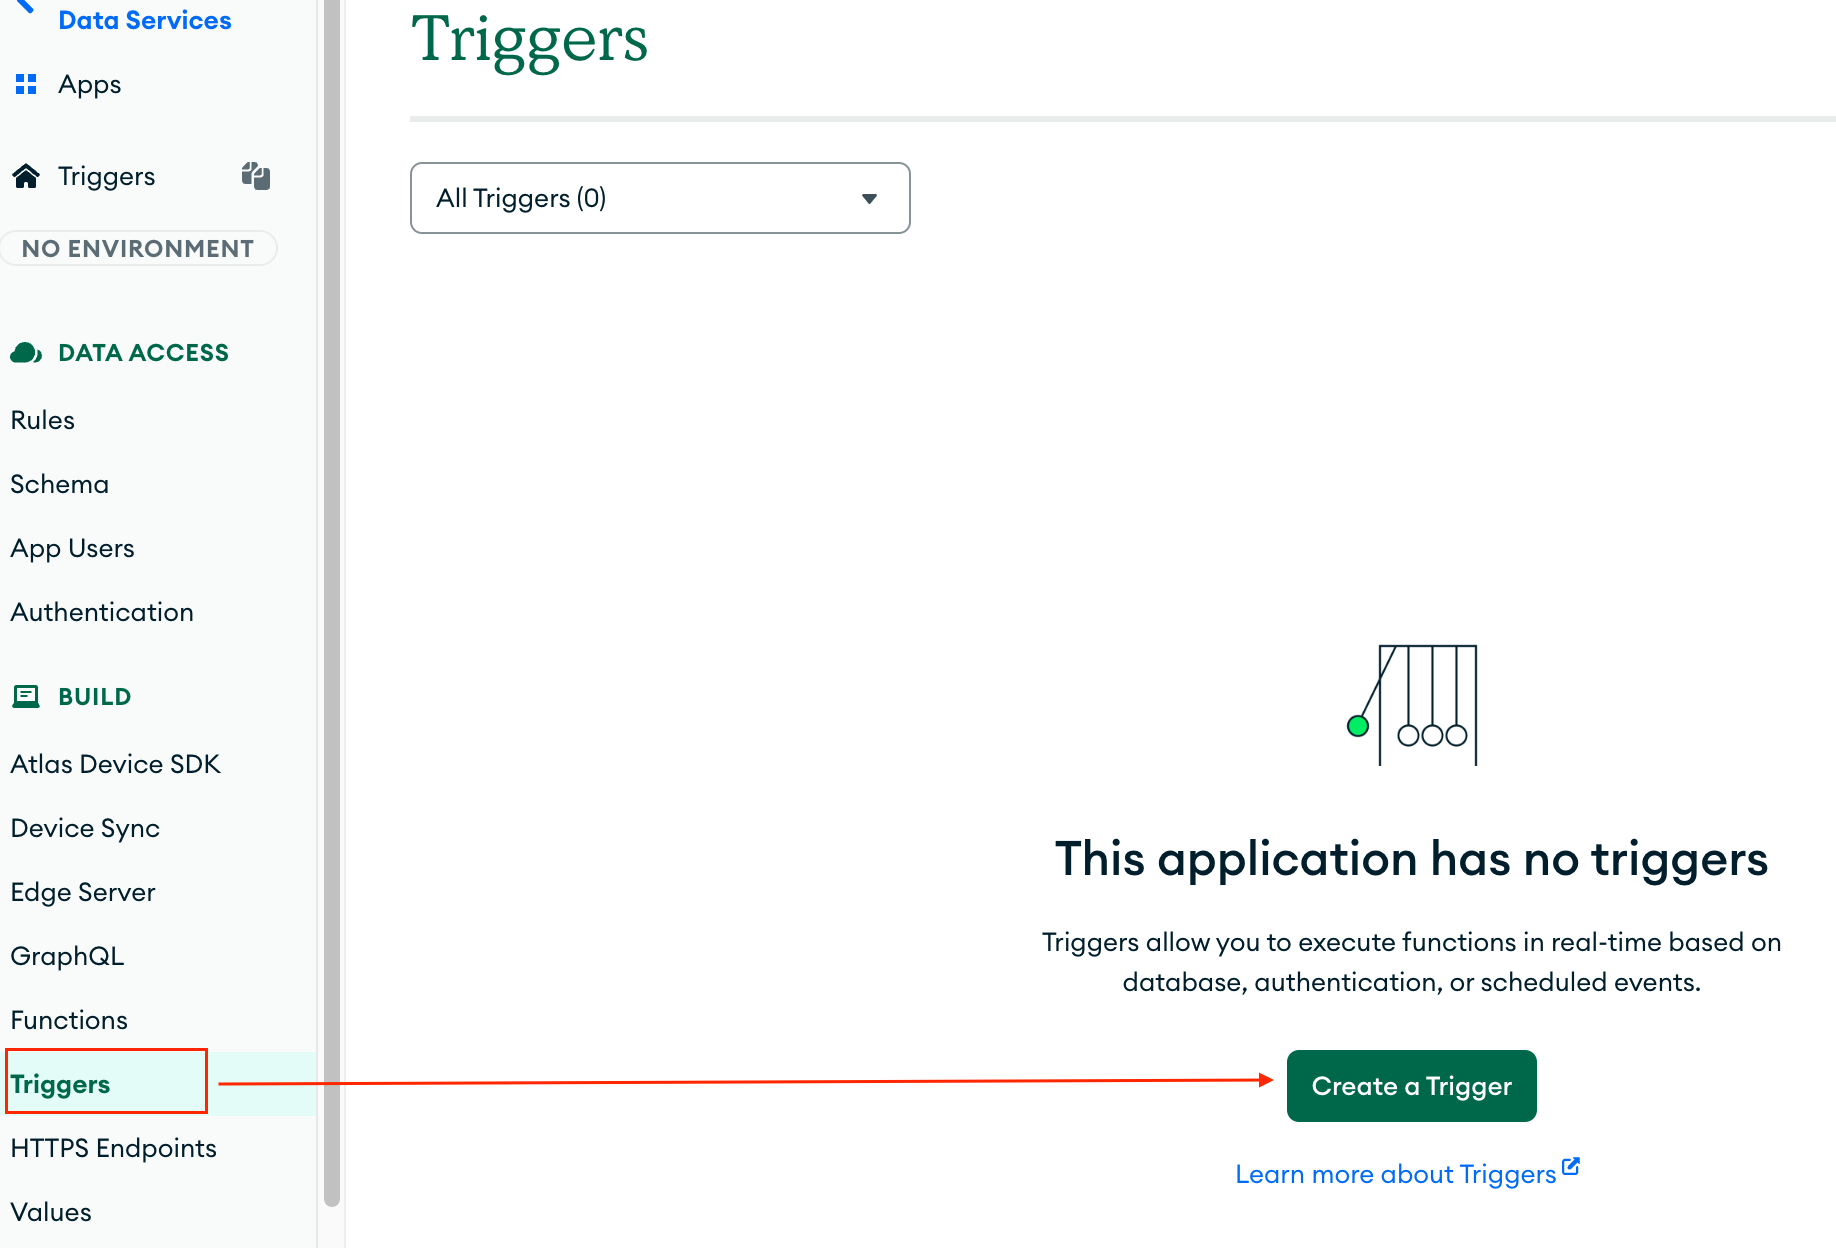 Data Services
Apps
Triggers
NO ENVIRONMENT
DATA ACCESS
Rules
Schema
App Users
Authentication
BUILD
Atlas Device SDK
Device Sync
Edge Server
GraphQL
Functions
Triggers
HTTPS Endpoints
Values
Triggers
All Triggers (0)
This application has no triggers
Triggers allow you to execute functions in real-time based on
database, authentication, or scheduled events.
Create a Trigger
Learn more about Triggers